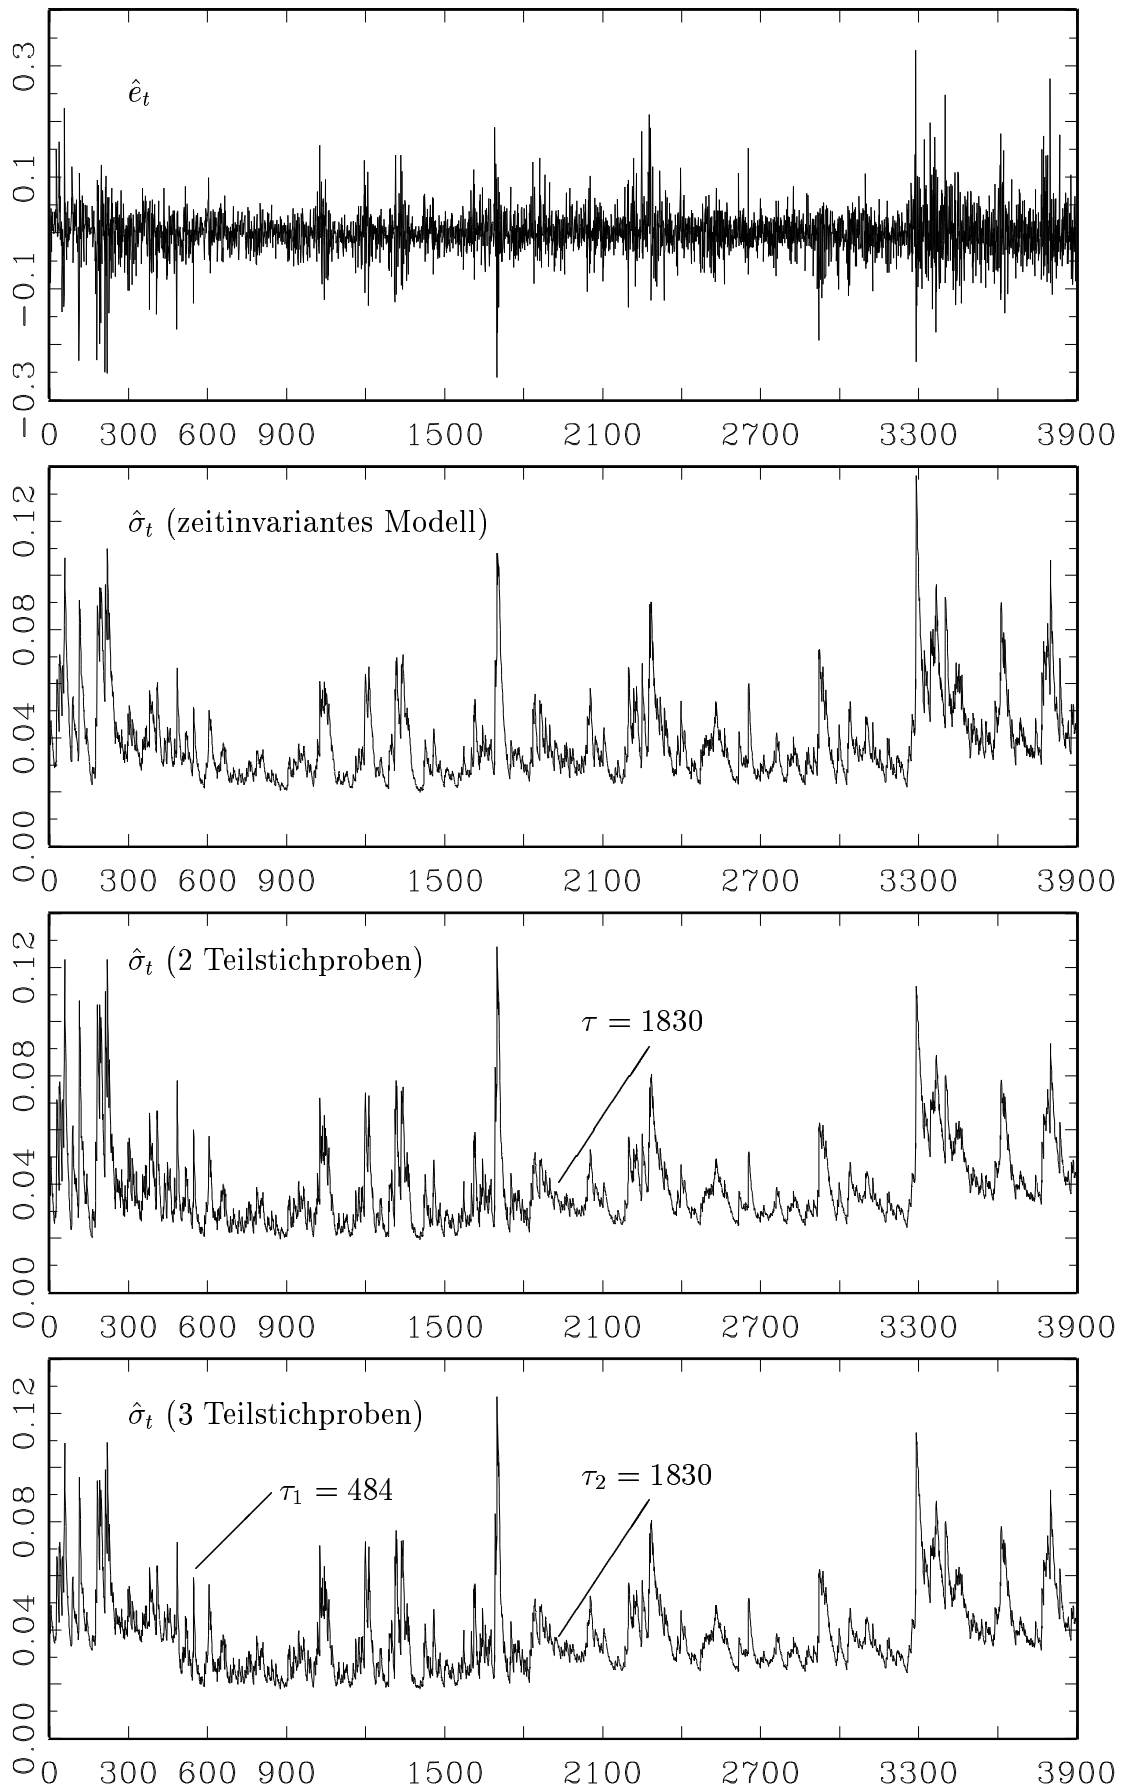 0.3
0.1
−0.1
−0.3
ê_t
0 300 600 900 1500 2100 2700 3300 3900
0.12
0.08
0.04
0.00
σ̂_t (zeitinvariantes Modell)
0 300 600 900 1500 2100 2700 3300 3900
0.12
0.08
0.04
0.00
σ̂_t (2 Teilstichproben)
τ = 1830
0 300 600 900 1500 2100 2700 3300 3900
0.12
0.08
0.04
0.00
σ̂_t (3 Teilstichproben)
τ₁ = 484
τ₂ = 1830
0 300 600 900 1500 2100 2700 3300 3900